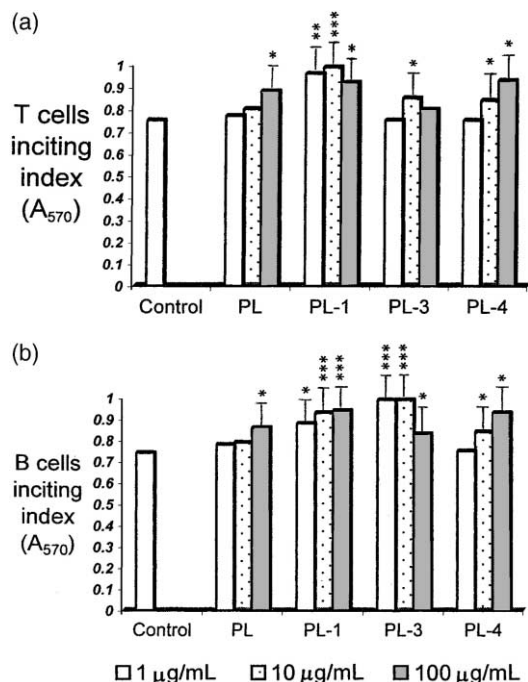 (a)
* ** *** * * * *
T cells
inciting
index
(A570)
1
0.9
0.8
0.7
0.6
0.5
0.4
0.3
0.2
0.1
0
Control PL PL-1 PL-3 PL-4
(b)
* * *** *** *** *** * * *
B cells
inciting
index
(A570)
1
0.9
0.8
0.7
0.6
0.5
0.4
0.3
0.2
0.1
0
Control PL PL-1 PL-3 PL-4
1 μg/mL 10 μg/mL 100 μg/mL